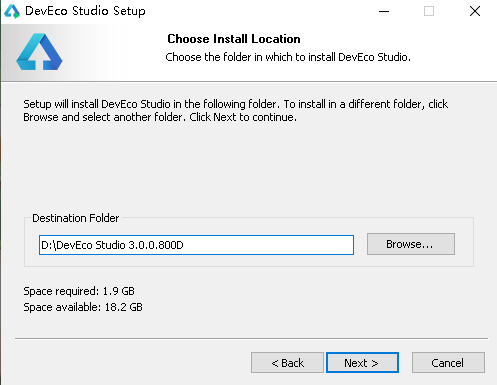 DevEco Studio Setup
Choose Install Location
Choose the folder in which to install DevEco Studio.
Setup will install DevEco Studio in the following folder. To install in a different folder, click
Browse and select another folder. Click Next to continue.
Destination Folder
D:\DevEco Studio 3.0.0.800D
Browse...
Space required: 1.9 GB
Space available: 18.2 GB
< Back
Next >
Cancel